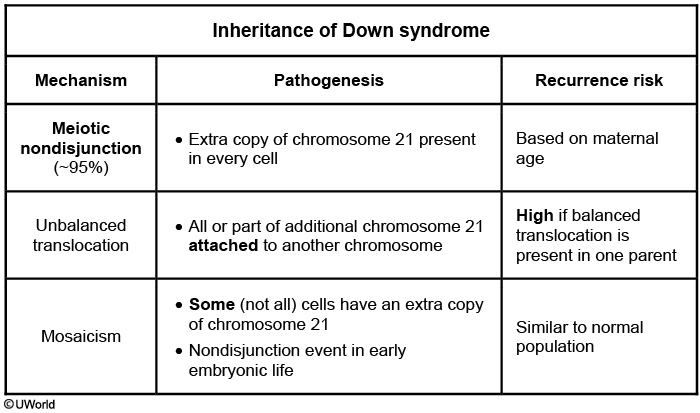 Inheritance of Down syndrome
Mechanism Pathogenesis Recurrence risk
Meiotic
nondisjunction
(~95%)
• Extra copy of chromosome 21 present
in every cell
Based on maternal
age
Unbalanced
translocation
• All or part of additional chromosome 21
attached to another chromosome
High if balanced
translocation is
present in one parent
Mosaicism
• Some (not all) cells have an extra copy
of chromosome 21
• Nondisjunction event in early
embryonic life
Similar to normal
population
©UWorld